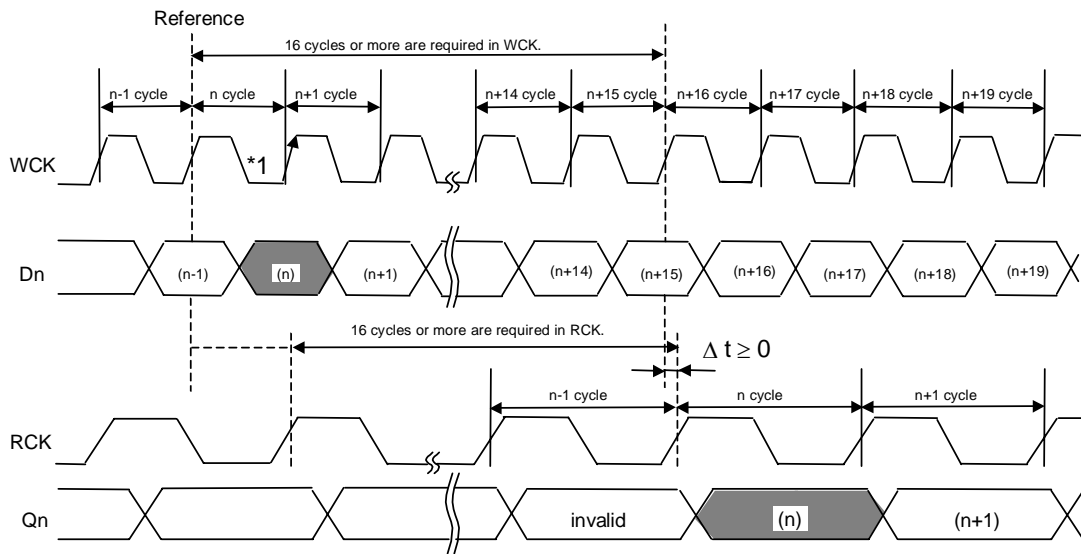 Reference
16 cycles or more are required in WCK.
n-1 cycle n cycle n+1 cycle n+14 cycle n+15 cycle n+16 cycle n+17 cycle n+18 cycle n+19 cycle
WCK *1
Dn (n-1) (n) (n+1) (n+14) (n+15) (n+16) (n+17) (n+18) (n+19)
16 cycles or more are required in RCK.
Δ t ≥ 0
n-1 cycle n cycle n+1 cycle
RCK
Qn invalid (n) (n+1)